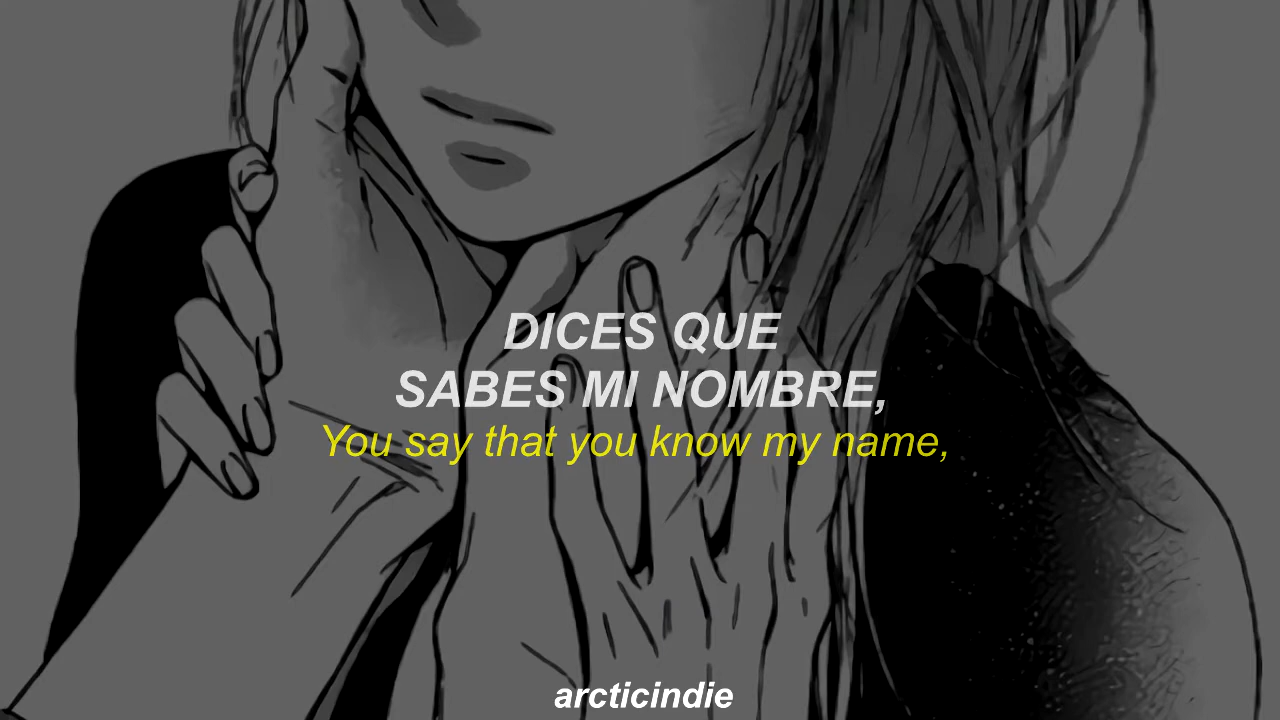 DICES QUE
SABES MI NOMBRE,
You say that you know my name,
arcticindie